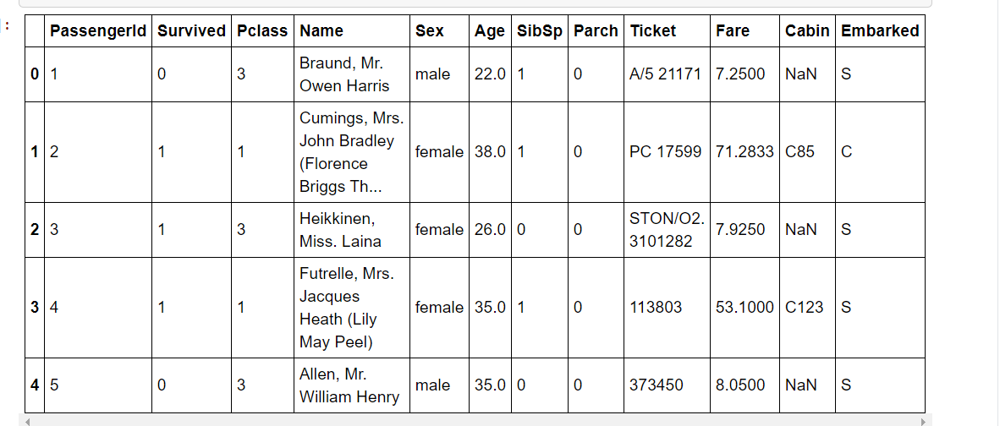 :
PassengerId Survived Pclass Name Sex Age SibSp Parch Ticket Fare Cabin Embarked
0 1 0 3 Braund, Mr. Owen Harris male 22.0 1 0 A/5 21171 7.2500 NaN S
1 2 1 1 Cumings, Mrs. John Bradley (Florence Briggs Th... female 38.0 1 0 PC 17599 71.2833 C85 C
2 3 1 3 Heikkinen, Miss. Laina female 26.0 0 0 STON/O2. 3101282 7.9250 NaN S
3 4 1 1 Futrelle, Mrs. Jacques Heath (Lily May Peel) female 35.0 1 0 113803 53.1000 C123 S
4 5 0 3 Allen, Mr. William Henry male 35.0 0 0 373450 8.0500 NaN S